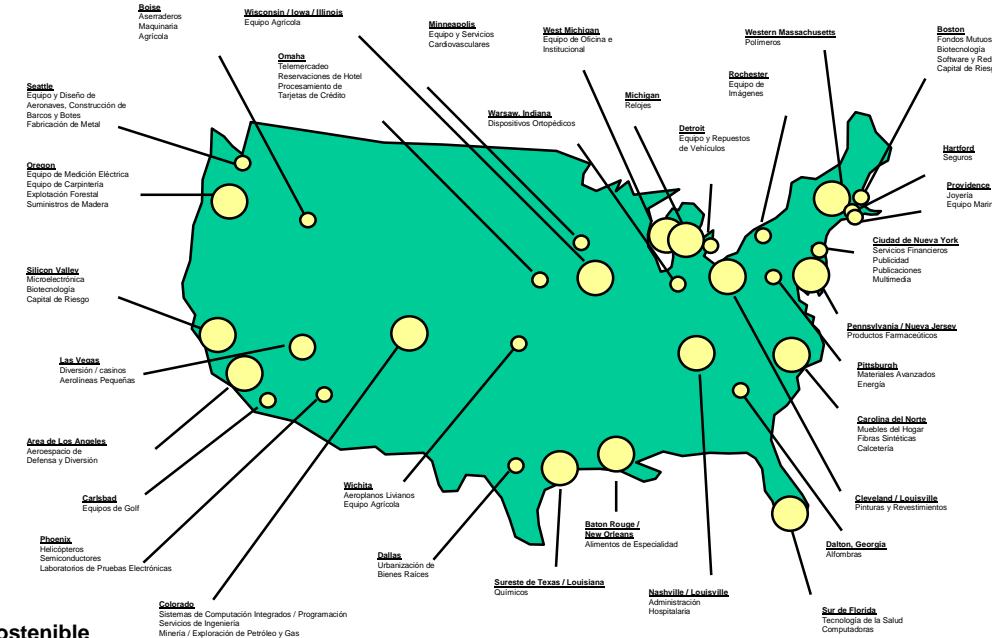 Boise
Aserraderos
Maquinaria
Agrícola
Wisconsin / Iowa / Illinois
Equipo Agrícola
Minneapolis
Equipo y Servicios
Cardiovasculares
West Michigan
Equipo de Oficina e
Institucional
Western Massachusetts
Polímeros
Boston
Fondos Mutuos
Biotecnología
Software y Red
Capital de Riesg
Omaha
Telemercadeo
Reservaciones de Hotel
Procesamiento de
Tarjetas de Crédito
Rochester
Equipo de
Imágenes
Seattle
Equipo y Diseño de
Aeronaves, Construcción de
Barcos y Botes
Fabricación de Metal
Michigan
Relojes
Warsaw, Indiana
Dispositivos Ortopédicos
Detroit
Equipo y Repuestos
de Vehículos
Hartford
Seguros
Oregon
Equipo de Medición Eléctrica
Equipo de Carpintería
Explotación Forestal
Suministros de Madera
Providence
Joyería
Equipo Marin
Ciudad de Nueva York
Servicios Financieros
Publicidad
Publicaciones
Multimedia
Silicon Valley
Microelectrónica
Biotecnología
Capital de Riesgo
Pennsylvania / Nueva Jersey
Productos Farmaceúticos
Las Vegas
Diversión / casinos
Aerolíneas Pequeñas
Pittsburgh
Materiales Avanzados
Energía
Carolina del Norte
Muebles del Hogar
Fibras Sintéticas
Calcetería
Area de Los Angeles
Aeroespacio de
Defensa y Diversión
Wichita
Aeroplanos Livianos
Equipo Agrícola
Carlsbad
Equipos de Golf
Cleveland / Louisville
Pinturas y Revestimientos
Baton Rouge /
New Orleans
Alimentos de Especialidad
Phoenix
Helicópteros
Semiconductores
Laboratorios de Pruebas Electrónicas
Dalton, Georgia
Alfombras
Dallas
Urbanización de
Bienes Raíces
Sureste de Texas / Louisiana
Químicos
Nashville / Louisville
Administración
Hospitalaria
Colorado
Sistemas de Computación Integrados / Programación
Servicios de Ingeniería
Minería / Exploración de Petróleo y Gas
Sur de Florida
Tecnología de la Salud
Computadoras
ostenible